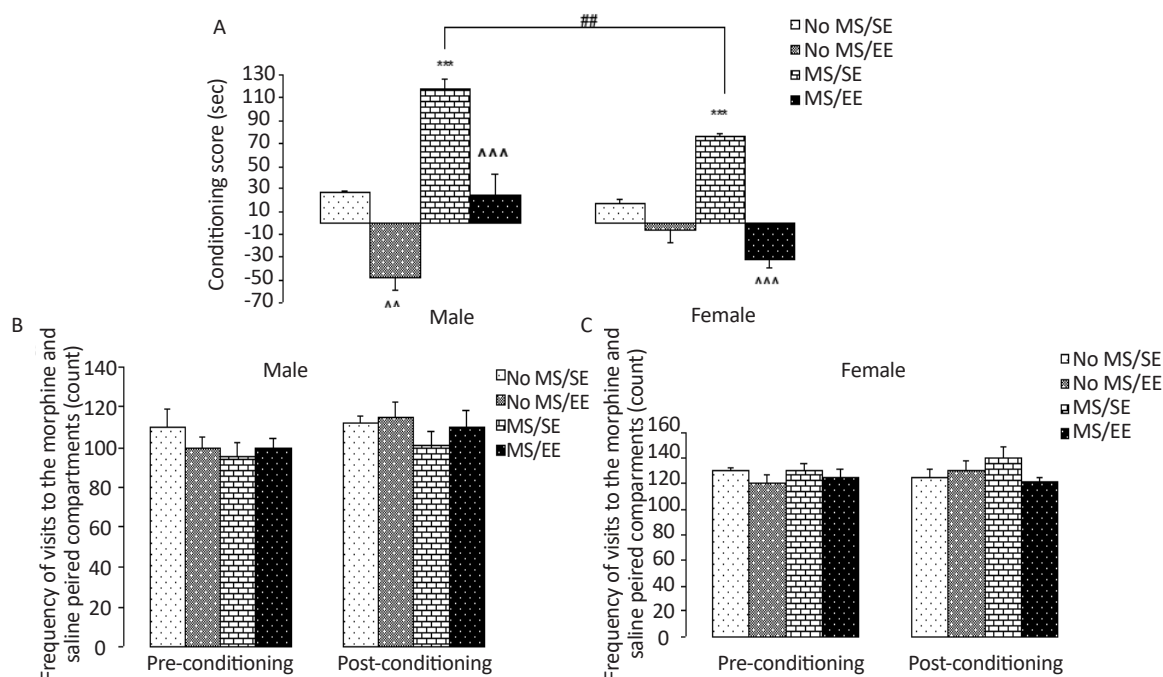 A
##
No MS/SE
No MS/EE
MS/SE
MS/EE
Conditioning score (sec)
130
110
90
70
50
30
10
-10
-30
-50
-70
***
^^^
^^
***
^^^
Male
Female
B
Frequency of visits to the morphine and
saline peired compartments (count)
Male
140
120
100
80
60
40
20
0
No MS/SE
No MS/EE
MS/SE
MS/EE
Pre-conditioning
Post-conditioning
C
Frequency of visits to the morphine and
saline peired compartments (count)
Female
160
140
120
100
80
60
40
20
0
No MS/SE
No MS/EE
MS/SE
MS/EE
Pre-conditioning
Post-conditioning